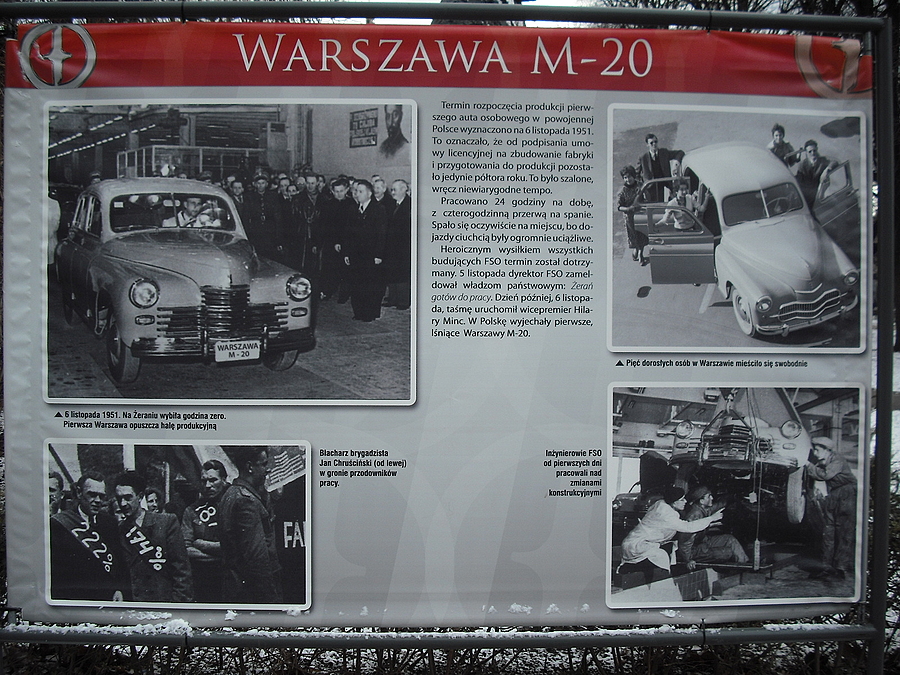 WARSZAWA M-20
Termin rozpoczęcia produkcji pierw-
szego auta osobowego w powojennej
Polsce wyznaczono na 6 listopada 1951.
To oznaczało, że od podpisania umo-
wy licencyjnej na zbudowanie fabryki
i przygotowanie do produkcji pozosta-
ło jedynie półtora roku. To było szalone,
wręcz niewiarygodne tempo.
Pracowano 24 godziny na dobę,
z czterogodzinną przerwą na spanie.
Spało się oczywiście na miejscu, bo do-
jazdy ciuchcią były ogromnie uciążliwe.
Heroicznym wysiłkiem wszystkich
budujących FSO termin został dotrzy-
many. 5 listopada dyrektor FSO zamel-
dował władzom państwowym: Żerań
gotów do pracy. Dzień później, 6 listopa-
da, taśmę uruchomił wicepremier Hila-
ry Minc. W Polskę wyjechały pierwsze,
lśniące Warszawy M-20.
WARSZAWA
M-20
6 listopada 1951. Na Żeraniu wybiła godzina zero.
Pierwsza Warszawa opuszcza halę produkcyjną
Pięć dorosłych osób w Warszawie mieściło się swobodnie
222%
174%
781
FA
Blacharz brygadzista
Jan Chruściński (od lewej)
w gronie przodowników
pracy.
Inżynierowie FSO
od pierwszych dni
pracowali nad
zmianami
konstrukcyjnymi